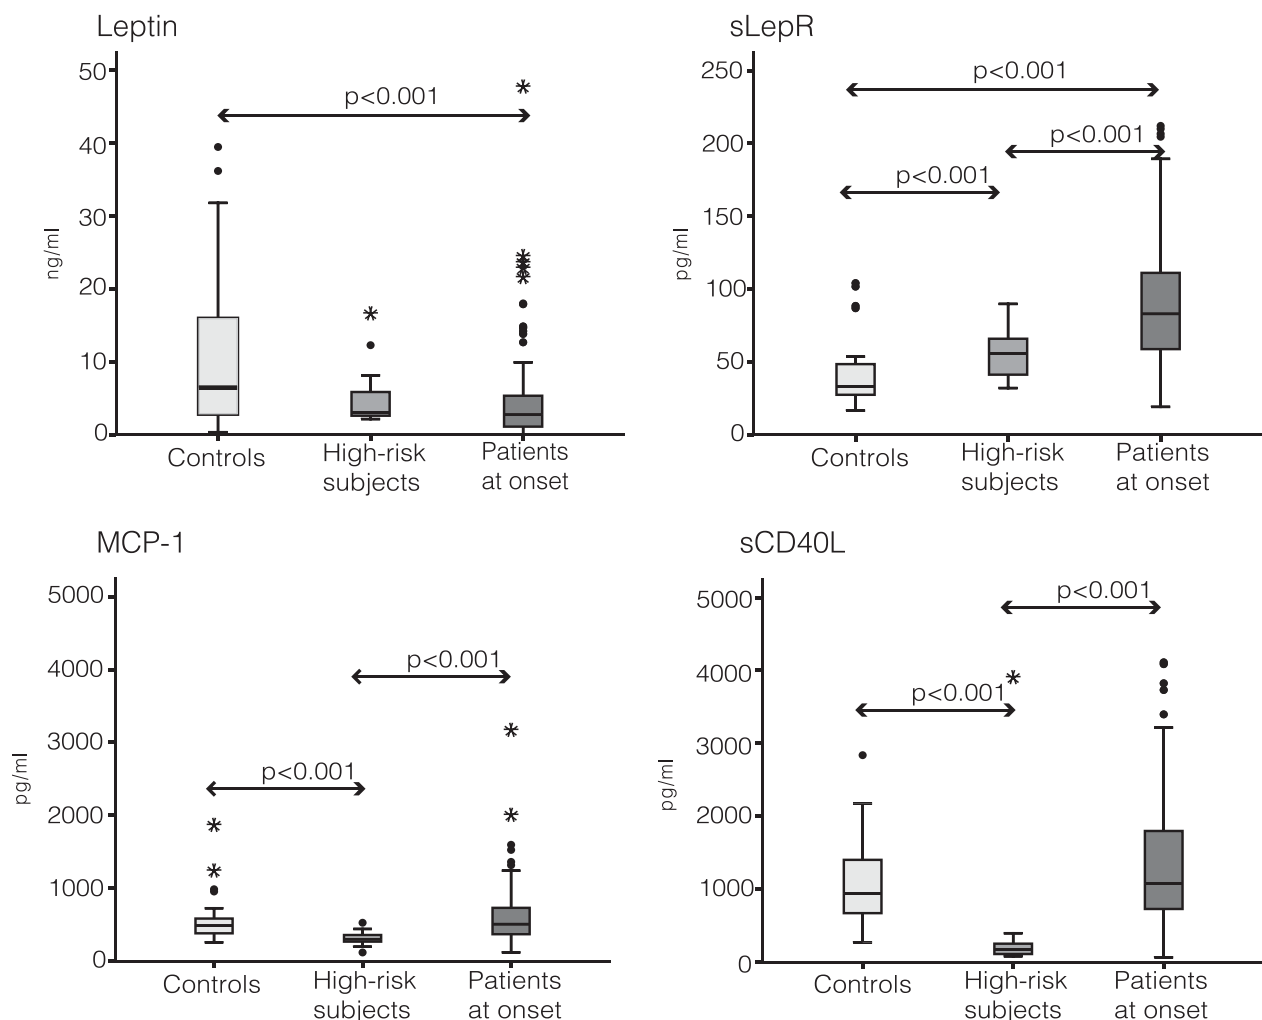 Leptin
50
40
30
20
10
0
ng/ml
p<0.001
Controls
High-risk
subjects
Patients
at onset
sLepR
250
200
150
100
50
0
pg/ml
p<0.001
p<0.001
p<0.001
Controls
High-risk
subjects
Patients
at onset
MCP-1
5000
4000
3000
2000
1000
0
pg/ml
p<0.001
p<0.001
Controls
High-risk
subjects
Patients
at onset
sCD40L
5000
4000
3000
2000
1000
0
pg/ml
p<0.001
p<0.001
Controls
High-risk
subjects
Patients
at onset